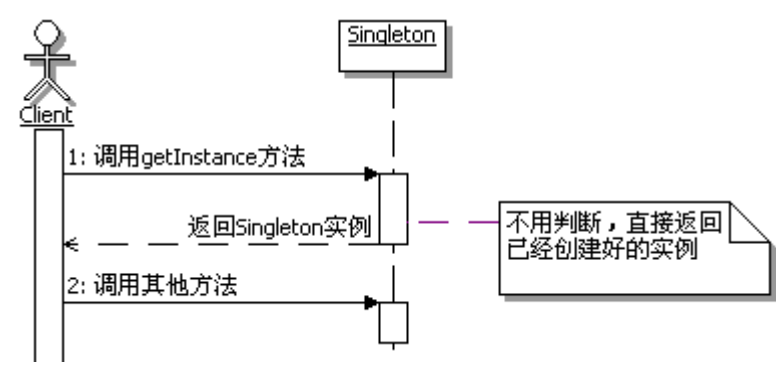 Singleton
Client
1: 调用getInstance方法
返回Singleton实例
不用判断，直接返回
已经创建好的实例
2: 调用其他方法